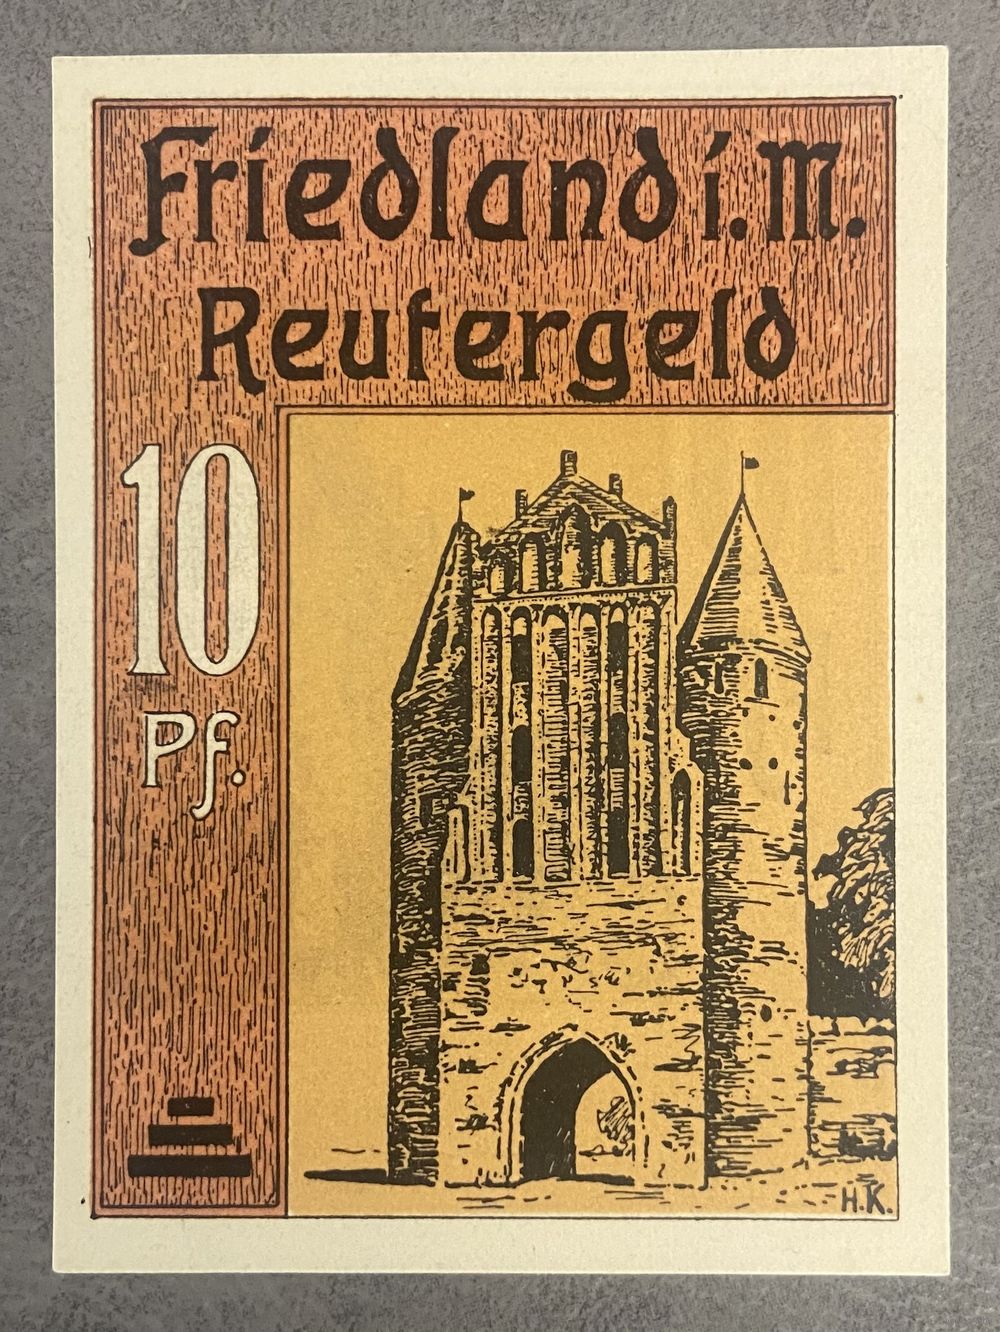 Friedland i. M.
Reutergeld
10
Pf.
H.K.